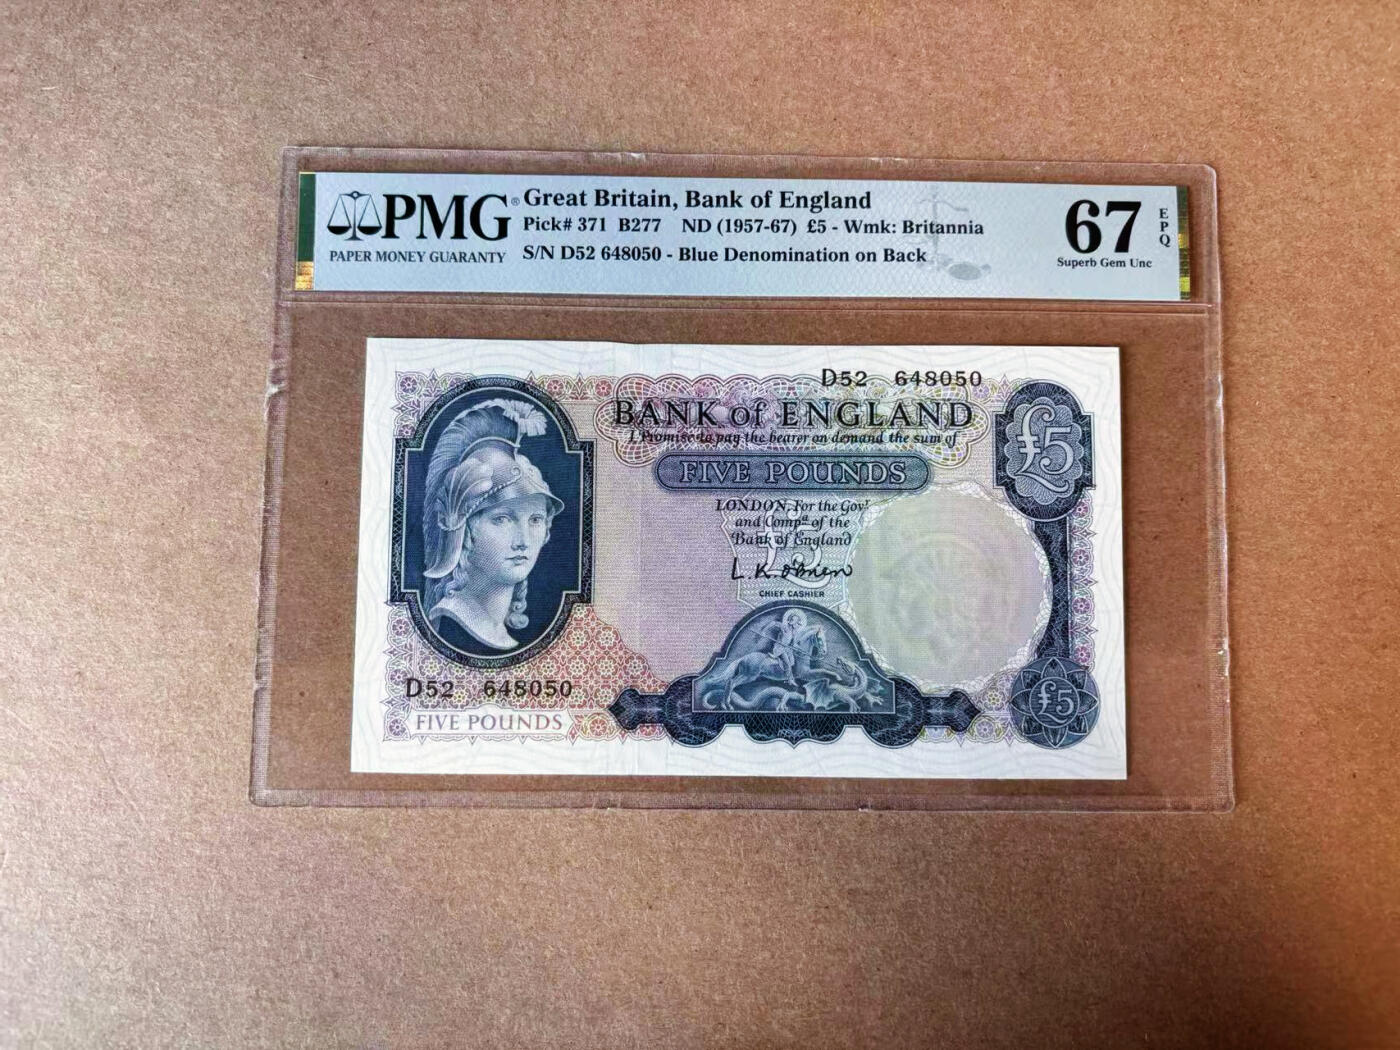 PMG®
PAPER MONEY GUARANTY
Great Britain, Bank of England
Pick# 371 B277 ND (1957-67) £5 - Wmk: Britannia
S/N D52 648050 - Blue Denomination on Back
67
EPQ
Superb Gem Unc
D52 648050
BANK of ENGLAND
I Promise to pay the bearer on demand the sum of
FIVE POUNDS
£5
LONDON, For the Govʳ
and Compᵃ of the
Bank of England
£5
L. K. O'Brien
CHIEF CASHIER
D52 648050
FIVE POUNDS
£5